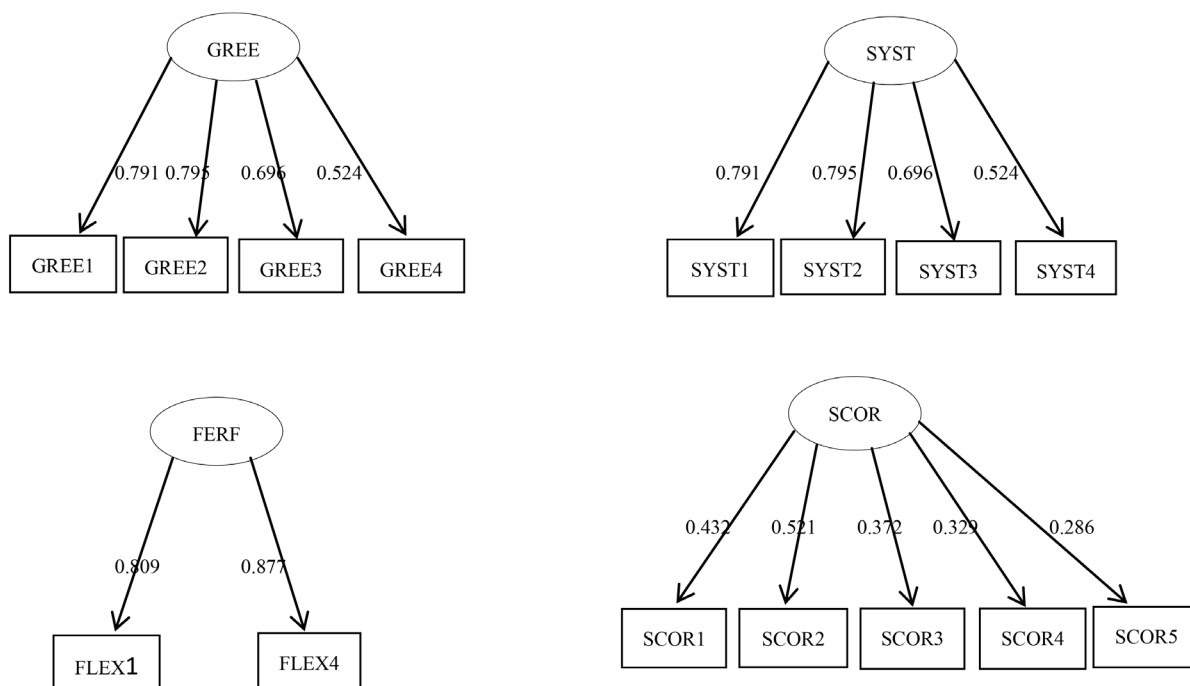 GREE
0.791 0.795 0.696 0.524
GREE1 GREE2 GREE3 GREE4
SYST
0.791 0.795 0.696 0.524
SYST1 SYST2 SYST3 SYST4
FERF
0.809 0.877
FLEX1 FLEX4
SCOR
0.432 0.521 0.372 0.329 0.286
SCOR1 SCOR2 SCOR3 SCOR4 SCOR5